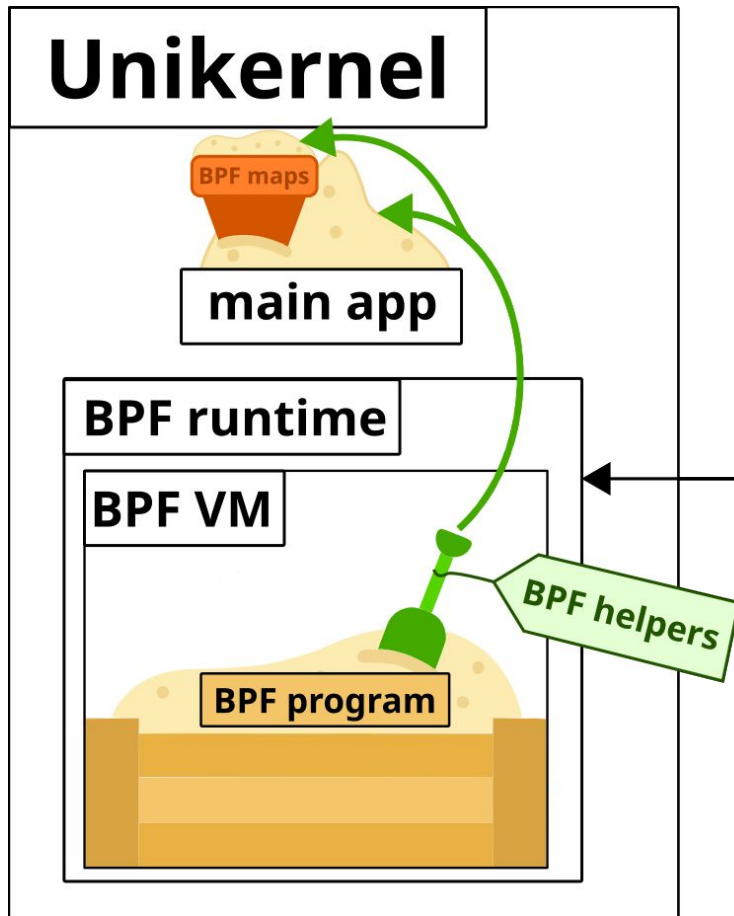 Unikernel
BPF maps
main app
BPF runtime
BPF VM
BPF helpers
BPF program